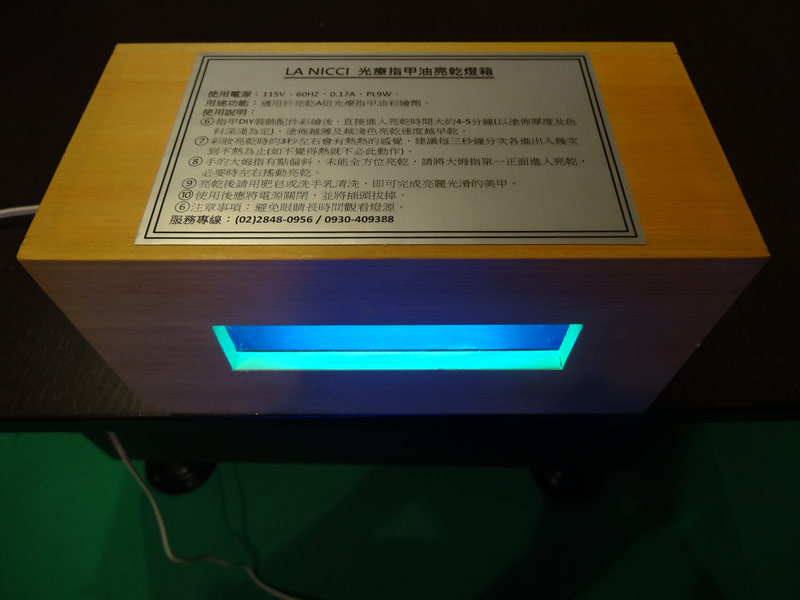 LA NICCI 光療指甲油亮乾燈箱
使用電源：115V、60HZ、0.17A、PL9W。
用途功能：適用於亮乾A組光療指甲油彩繪劑。
使用說明：
⑥指甲DIY裝飾配件彩繪後，直接進入亮乾時間大約4-5分鐘(以塗佈厚度及色
料深淺為定)，塗佈越薄及越淺色亮乾速度越早乾。
⑦彩妝亮乾時約3秒左右會有熱熱的感覺，建議每三秒鐘分次各進出入幾次
到不熱為止(如不覺得熱就不必此動作)。
⑧手的大姆指有點偏斜，未能全方位亮乾，請將大姆指單一正面進入亮乾，
必要時左右搖動亮乾。
⑨亮乾後請用肥皂或洗手乳清洗，即可完成亮麗光滑的美甲。
⑩使用後應將電源關閉，並將插頭拔掉。
⑥注意事項：避免眼睛長時間觀看燈源。
服務專線：(02)2848-0956 / 0930-409388